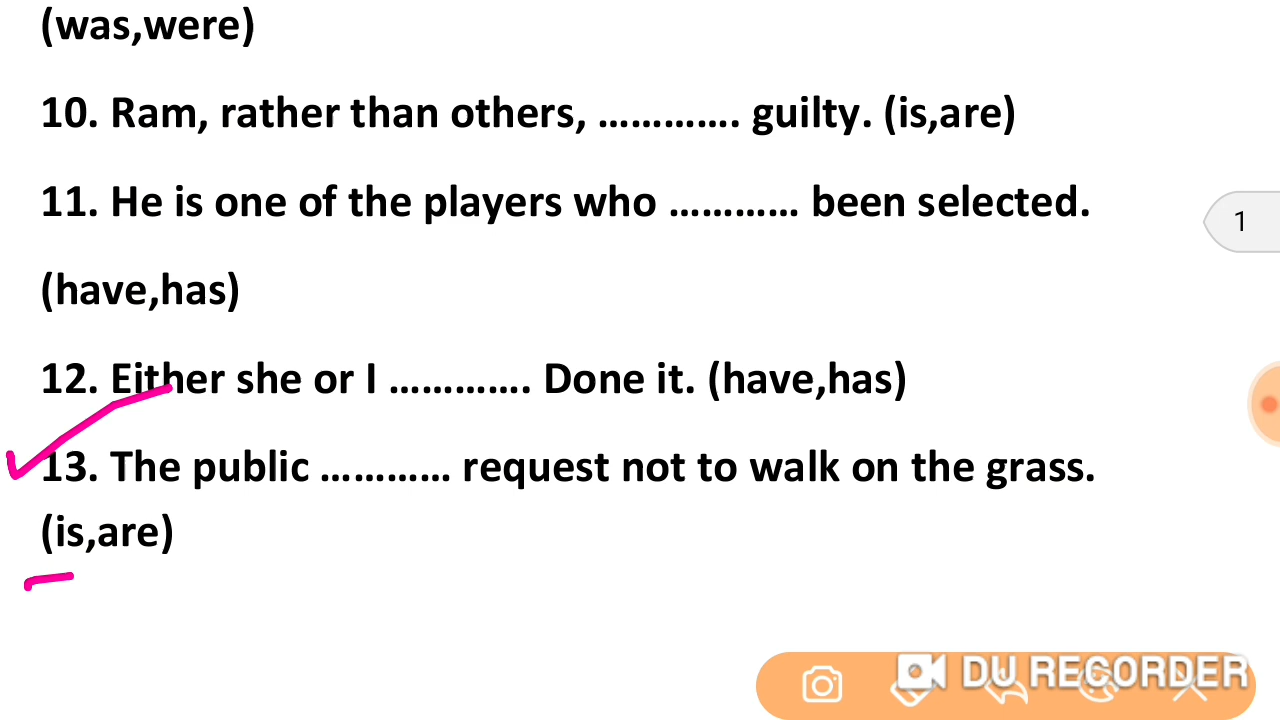 (was,were)
10. Ram, rather than others, …………. guilty. (is,are)
11. He is one of the players who ………… been selected.
1
(have,has)
12. Either she or I …………. Done it. (have,has)
13. The public ………… request not to walk on the grass.
(is,are)
DU RECORDER